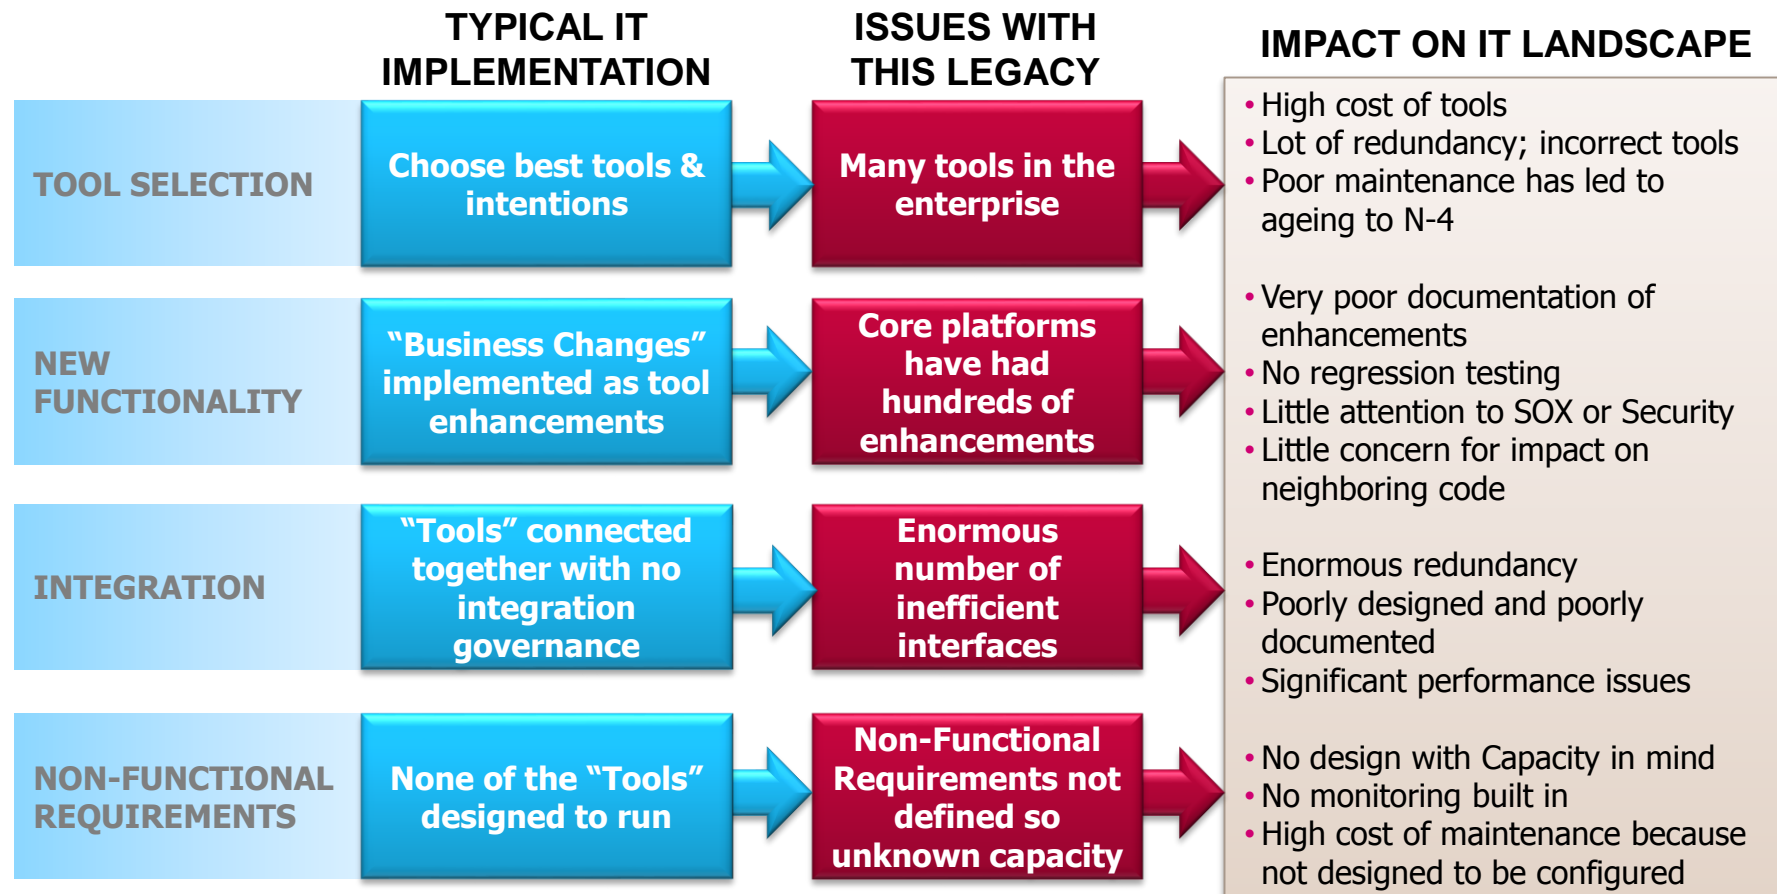 TYPICAL IT
IMPLEMENTATION
ISSUES WITH
THIS LEGACY
IMPACT ON IT LANDSCAPE
TOOL SELECTION
Choose best tools &
intentions
Many tools in the
enterprise
• High cost of tools
• Lot of redundancy; incorrect tools
• Poor maintenance has led to
ageing to N-4
NEW
FUNCTIONALITY
“Business Changes”
implemented as tool
enhancements
Core platforms
have had
hundreds of
enhancements
• Very poor documentation of
enhancements
• No regression testing
• Little attention to SOX or Security
• Little concern for impact on
neighboring code
INTEGRATION
“Tools” connected
together with no
integration
governance
Enormous
number of
inefficient
interfaces
• Enormous redundancy
• Poorly designed and poorly
documented
• Significant performance issues
NON-FUNCTIONAL
REQUIREMENTS
None of the “Tools”
designed to run
Non-Functional
Requirements not
defined so
unknown capacity
• No design with Capacity in mind
• No monitoring built in
• High cost of maintenance because
not designed to be configured